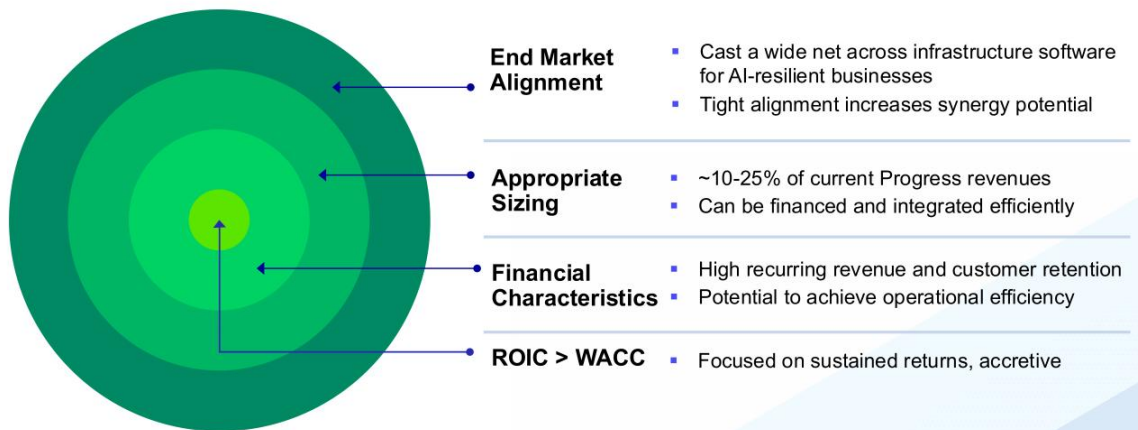 End Market
Alignment
▪ Cast a wide net across infrastructure software
for AI-resilient businesses
▪ Tight alignment increases synergy potential
Appropriate
Sizing
▪ ~10-25% of current Progress revenues
▪ Can be financed and integrated efficiently
Financial
Characteristics
▪ High recurring revenue and customer retention
▪ Potential to achieve operational efficiency
ROIC > WACC
▪ Focused on sustained returns, accretive